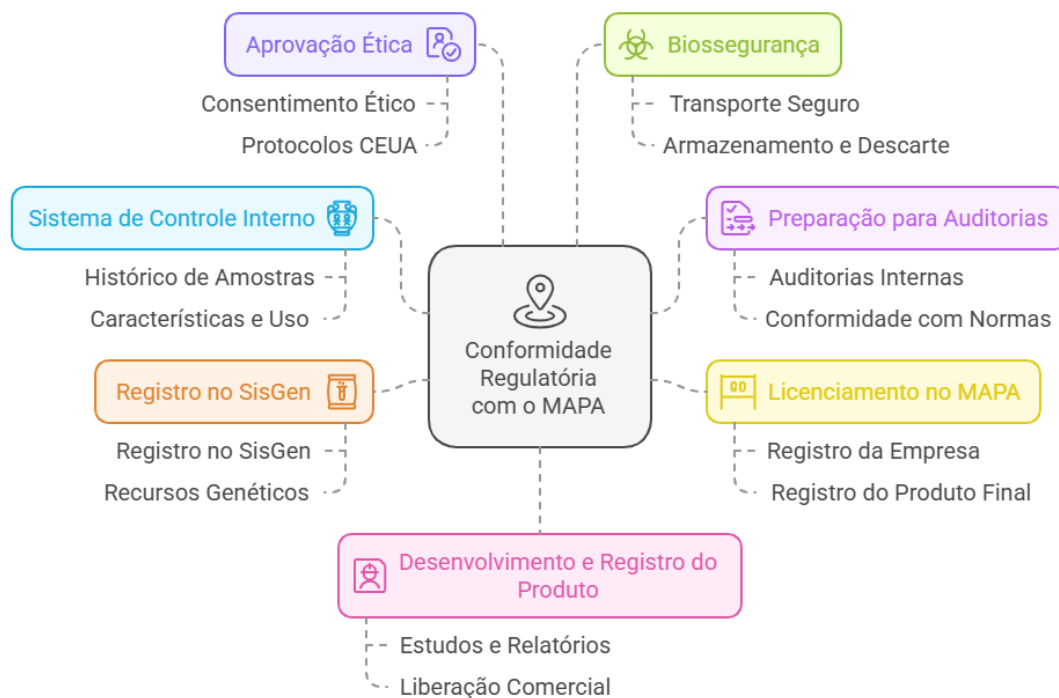 Aprovação Ética
Consentimento Ético
Protocolos CEUA
Biossegurança
Transporte Seguro
Armazenamento e Descarte
Sistema de Controle Interno
Histórico de Amostras
Características e Uso
Preparação para Auditorias
Auditorias Internas
Conformidade com Normas
Conformidade
Regulatória
com o MAPA
Registro no SisGen
Registro no SisGen
Recursos Genéticos
GO
Licenciamento no MAPA
Registro da Empresa
Registro do Produto Final
Desenvolvimento e Registro do
Produto
Estudos e Relatórios
Liberação Comercial